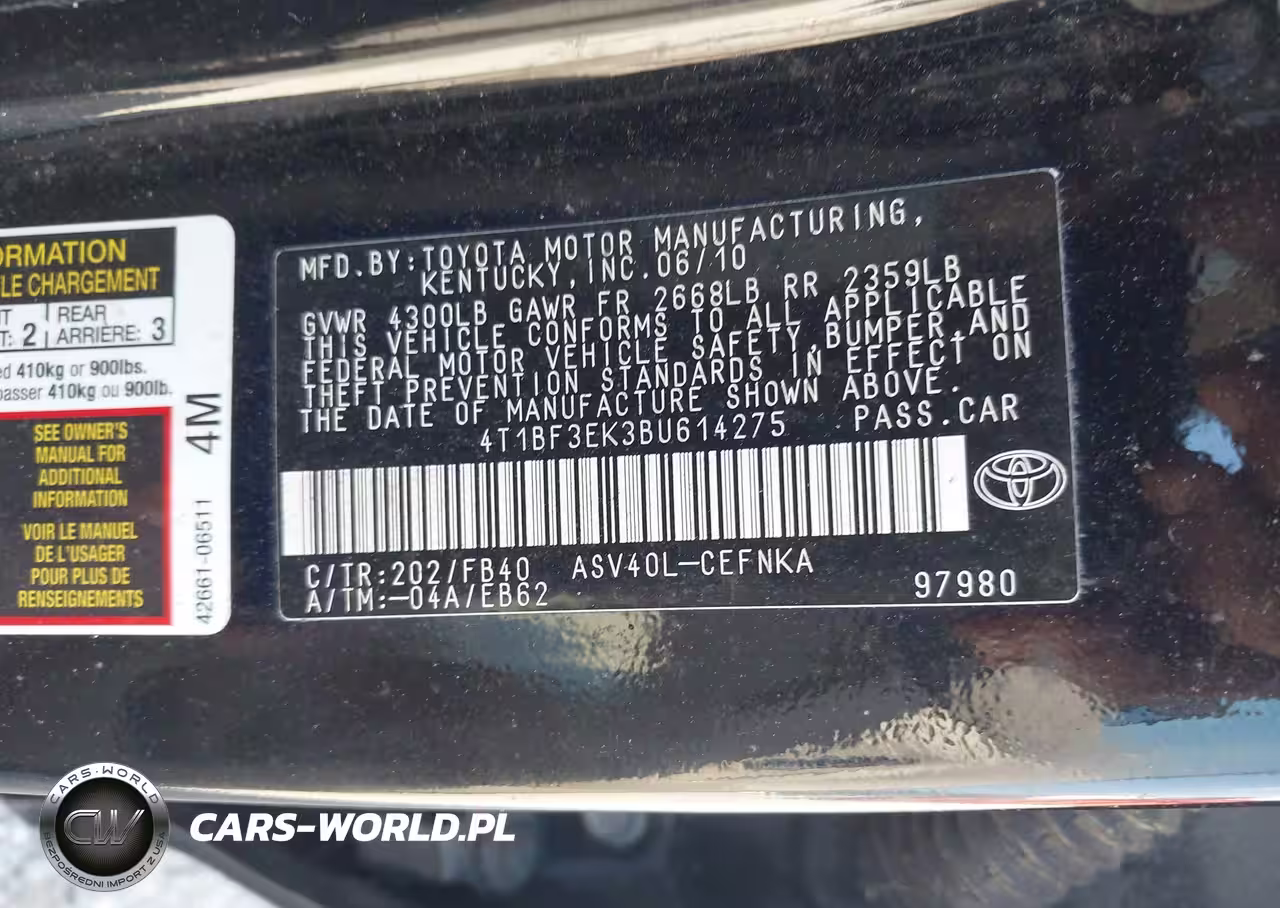 ORMATION
LE CHARGEMENT
NT | REAR
T: 2 | ARRIÈRE: 3
ed 410kg or 900lbs.
passer 410kg ou 900lb.
SEE OWNER'S
MANUAL FOR
ADDITIONAL
INFORMATION
VOIR LE MANUEL
DE L'USAGER
POUR PLUS DE
RENSEIGNEMENTS
4M
42661-06511
MFD.BY:TOYOTA MOTOR MANUFACTURING,
KENTUCKY,INC.06/10
GVWR 4300LB GAWR FR 2668LB RR 2359LB
THIS VEHICLE CONFORMS TO ALL APPLICABLE
FEDERAL MOTOR VEHICLE SAFETY,BUMPER,AND
THEFT PREVENTION STANDARDS IN EFFECT ON
THE DATE OF MANUFACTURE SHOWN ABOVE.
4T1BF3EK3BU614275 PASS.CAR
C/TR:202/FB40 ASV40L-CEFNKA
A/TM:-04A/EB62 97980
CARS-WORLD
CW
BEZPOŚREDNI IMPORT Z USA
CARS-WORLD.PL